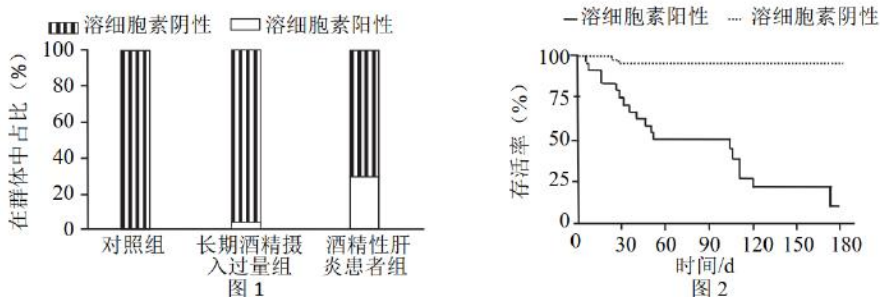 溶细胞素阴性 溶细胞素阳性
在群体中占比（%）
100
80
60
40
20
0
对照组
长期酒精摄
入过量组
酒精性肝
炎患者组
图 1
溶细胞素阳性 溶细胞素阴性
存活率（%）
100
75
50
25
0
0 30 60 90 120 150 180
时间/d
图 2